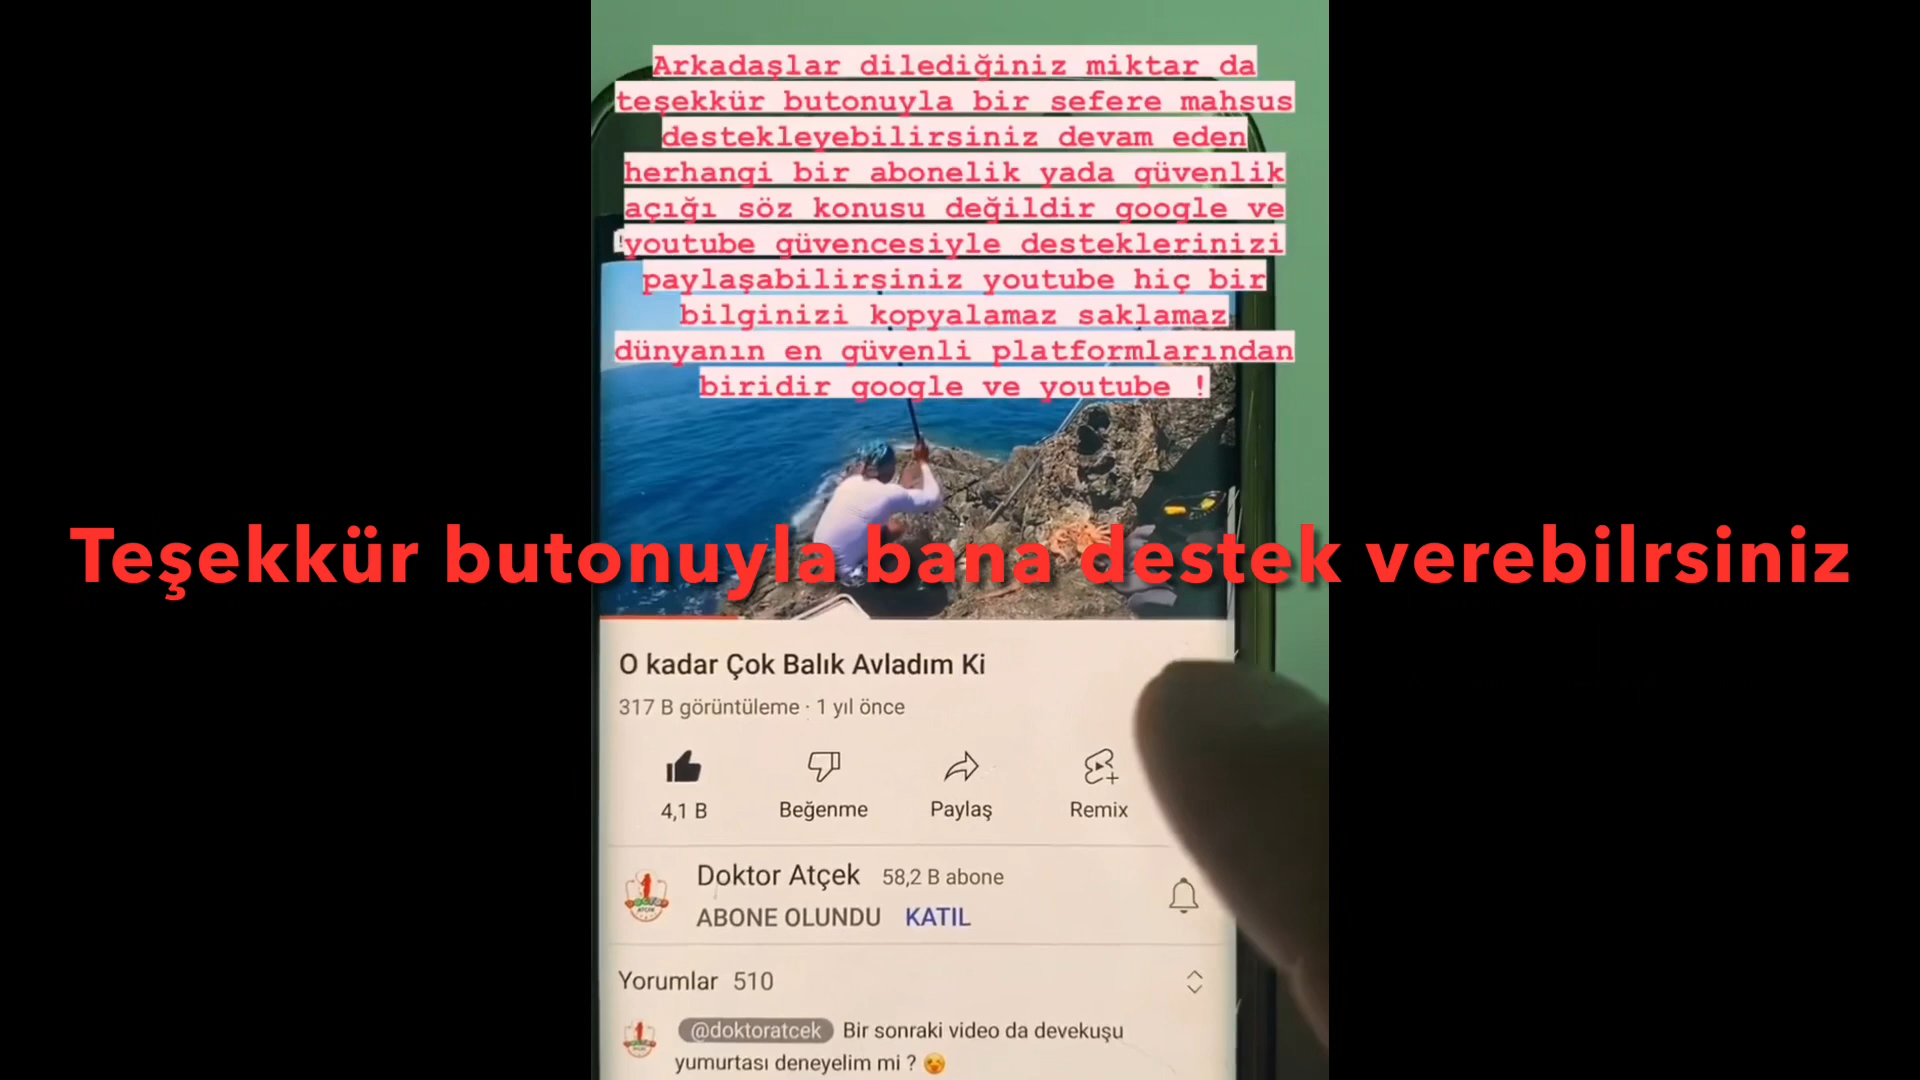 Arkadaşlar dilediğiniz miktar da
teşekkür butonuyla bir sefere mahsus
destekleyebilirsiniz devam eden
herhangi bir abonelik yada güvenlik
açığı söz konusu değildir google ve
youtube güvencesiyle desteklerinizi
paylaşabilirsiniz youtube hiç bir
bilginizi kopyalamaz saklamaz
dünyanın en güvenli platformlarından
biridir google ve youtube !
Teşekkür butonuyla bana destek verebilrsiniz
O kadar Çok Balık Avladım Ki
317 B görüntüleme · 1 yıl önce
4,1 B
Beğenme
Paylaş
Remix
Doktor Atçek 58,2 B abone
ABONE OLUNDU KATIL
Yorumlar 510
@doktoratcek Bir sonraki video da devekuşu
yumurtası deneyelim mi ?